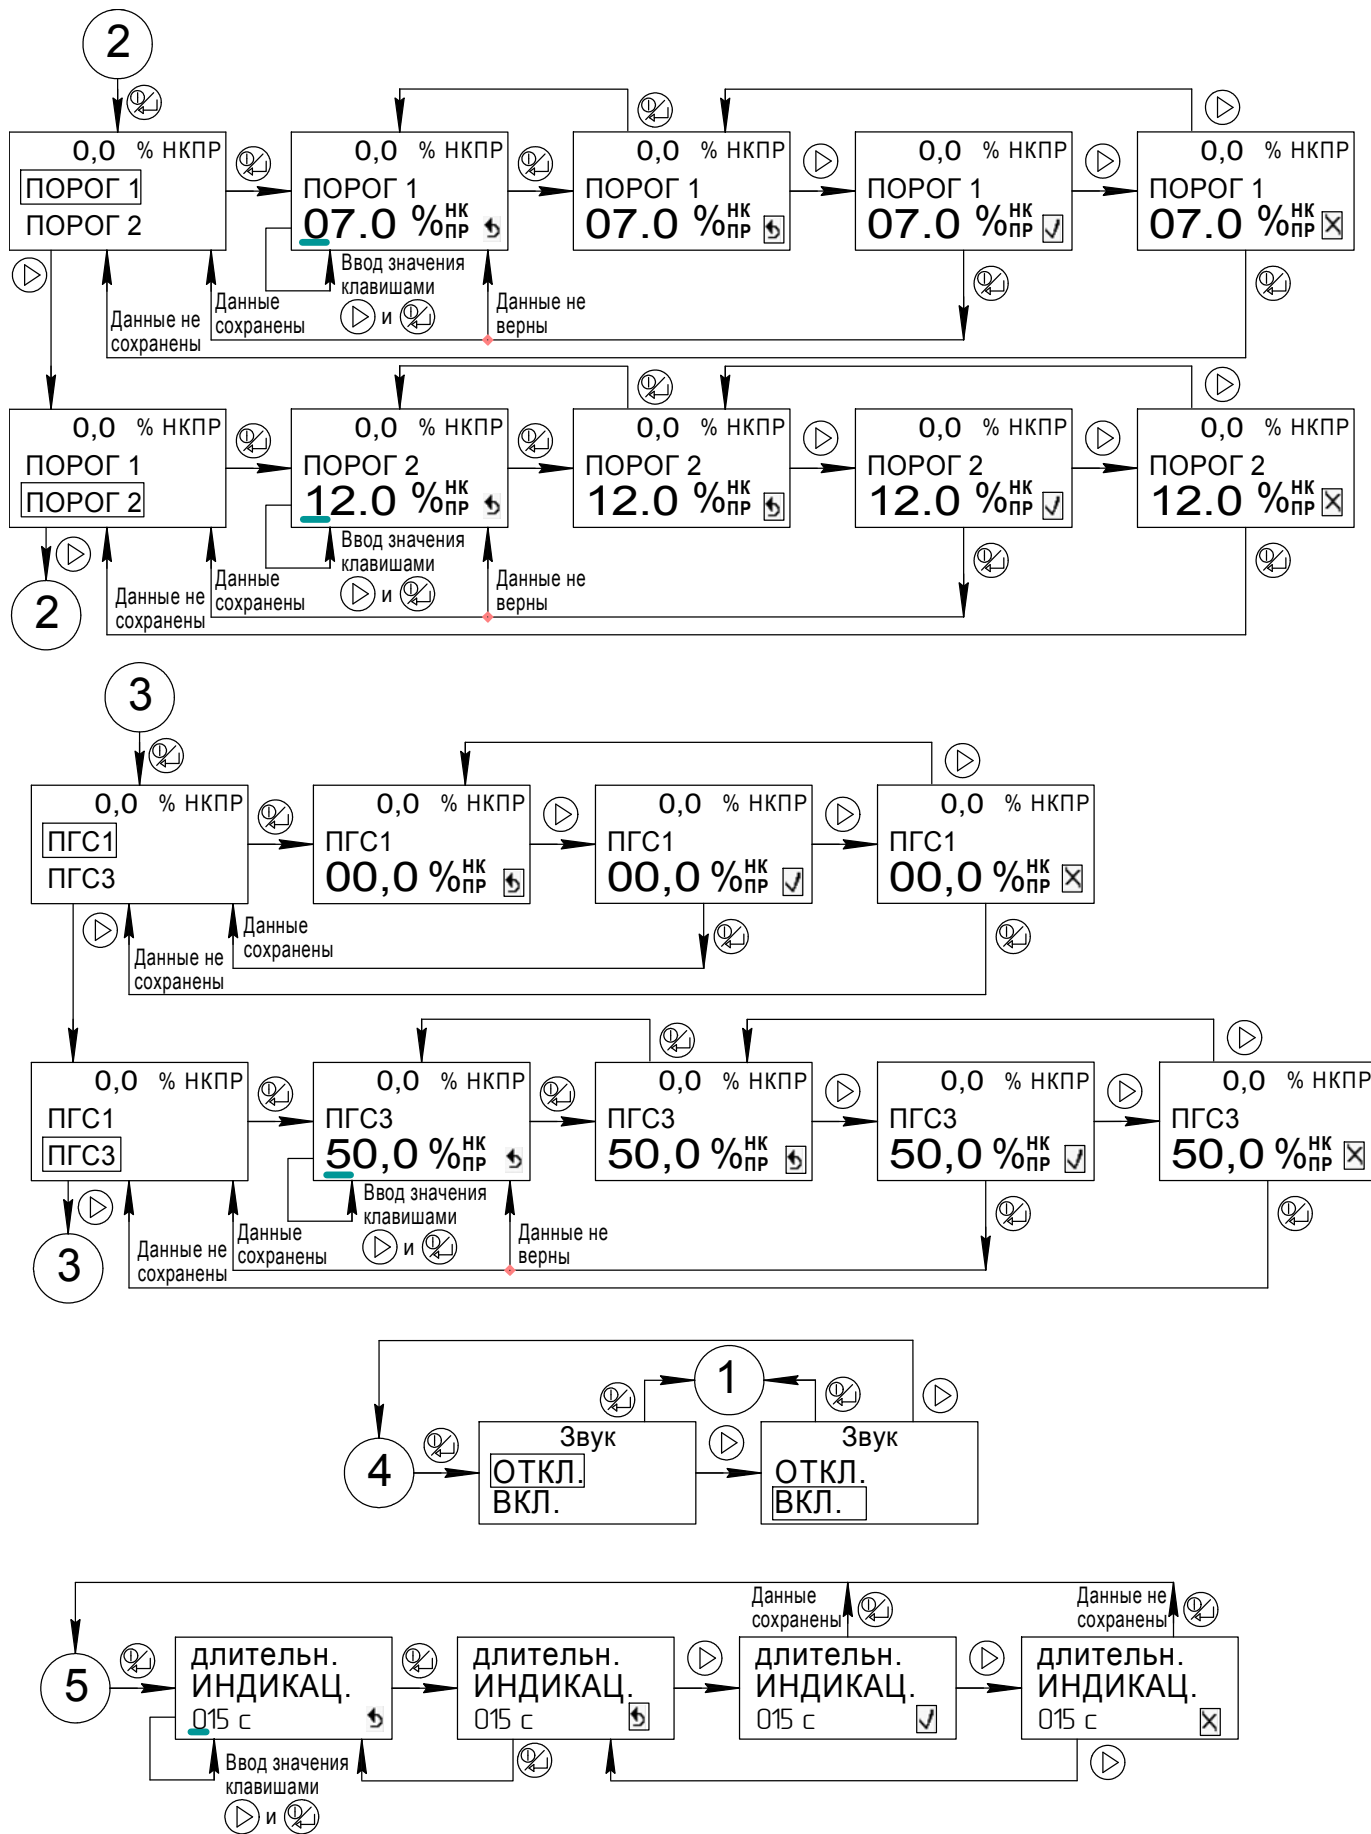 2
0,0 % НКПР
ПОРОГ 1
ПОРОГ 2
0,0 % НКПР
ПОРОГ 1
07.0 % НК ПР
0,0 % НКПР
ПОРОГ 1
07.0 % НК ПР
0,0 % НКПР
ПОРОГ 1
07.0 % НК ПР
0,0 % НКПР
ПОРОГ 1
07.0 % НК ПР
Данные не
сохранены
Данные
сохранены
Ввод значения
клавишами
и
Данные не
верны
0,0 % НКПР
ПОРОГ 1
ПОРОГ 2
0,0 % НКПР
ПОРОГ 2
12.0 % НК ПР
0,0 % НКПР
ПОРОГ 2
12.0 % НК ПР
0,0 % НКПР
ПОРОГ 2
12.0 % НК ПР
0,0 % НКПР
ПОРОГ 2
12.0 % НК ПР
2
Данные не
сохранены
Данные
сохранены
Ввод значения
клавишами
и
Данные не
верны
3
0,0 % НКПР
ПГС1
ПГС3
0,0 % НКПР
ПГС1
00,0 % НК ПР
0,0 % НКПР
ПГС1
00,0 % НК ПР
0,0 % НКПР
ПГС1
00,0 % НК ПР
Данные не
сохранены
Данные
сохранены
0,0 % НКПР
ПГС1
ПГС3
0,0 % НКПР
ПГС3
50,0 % НК ПР
0,0 % НКПР
ПГС3
50,0 % НК ПР
0,0 % НКПР
ПГС3
50,0 % НК ПР
0,0 % НКПР
ПГС3
50,0 % НК ПР
3
Данные не
сохранены
Данные
сохранены
Ввод значения
клавишами
и
Данные не
верны
1
4
Звук
ОТКЛ.
ВКЛ.
Звук
ОТКЛ.
ВКЛ.
Данные
сохранены
Данные не
сохранены
5
длительн.
ИНДИКАЦ.
015 с
длительн.
ИНДИКАЦ.
015 с
длительн.
ИНДИКАЦ.
015 с
длительн.
ИНДИКАЦ.
015 с
Ввод значения
клавишами
и